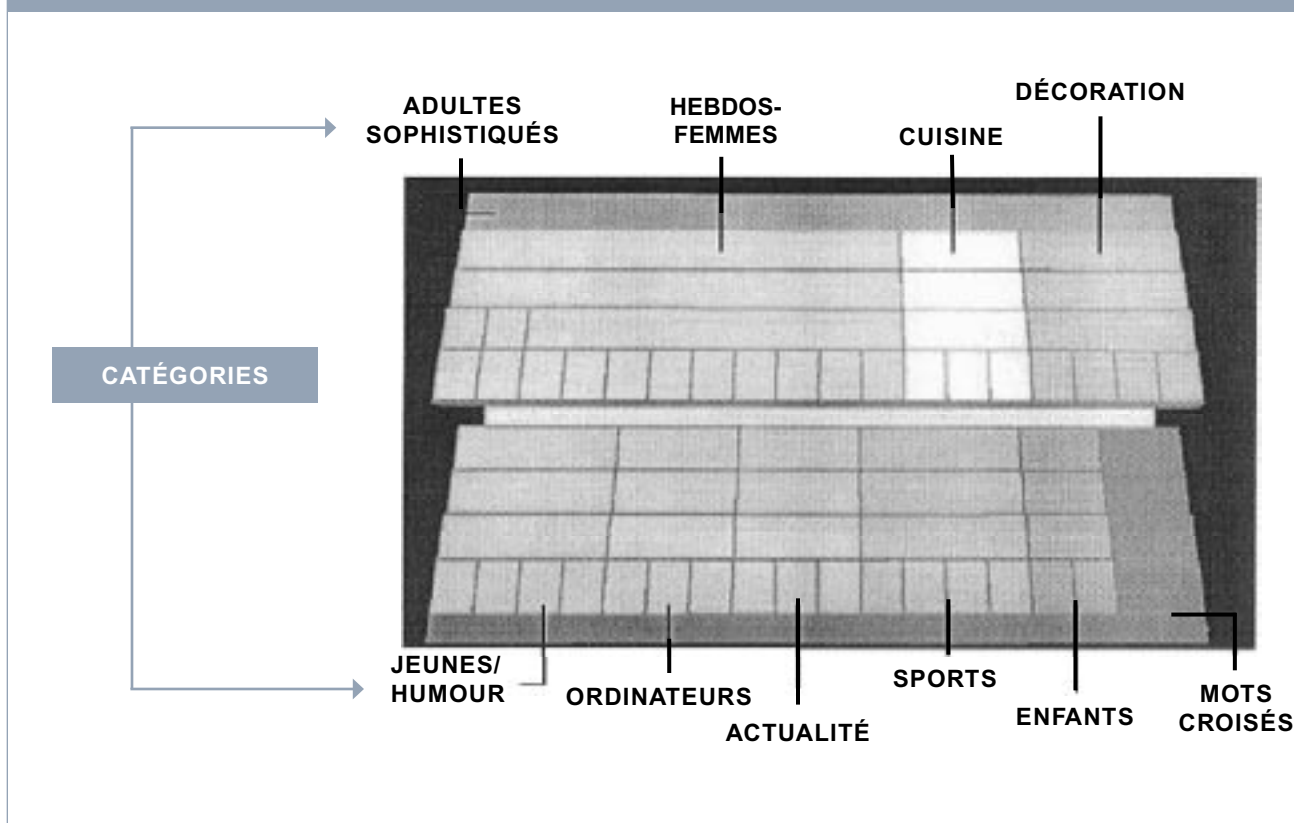 ADULTES
SOPHISTIQUÉS
HEBDOS-
FEMMES
CUISINE
DÉCORATION
CATÉGORIES
JEUNES/
HUMOUR
ORDINATEURS
ACTUALITÉ
SPORTS
ENFANTS
MOTS
CROISÉS